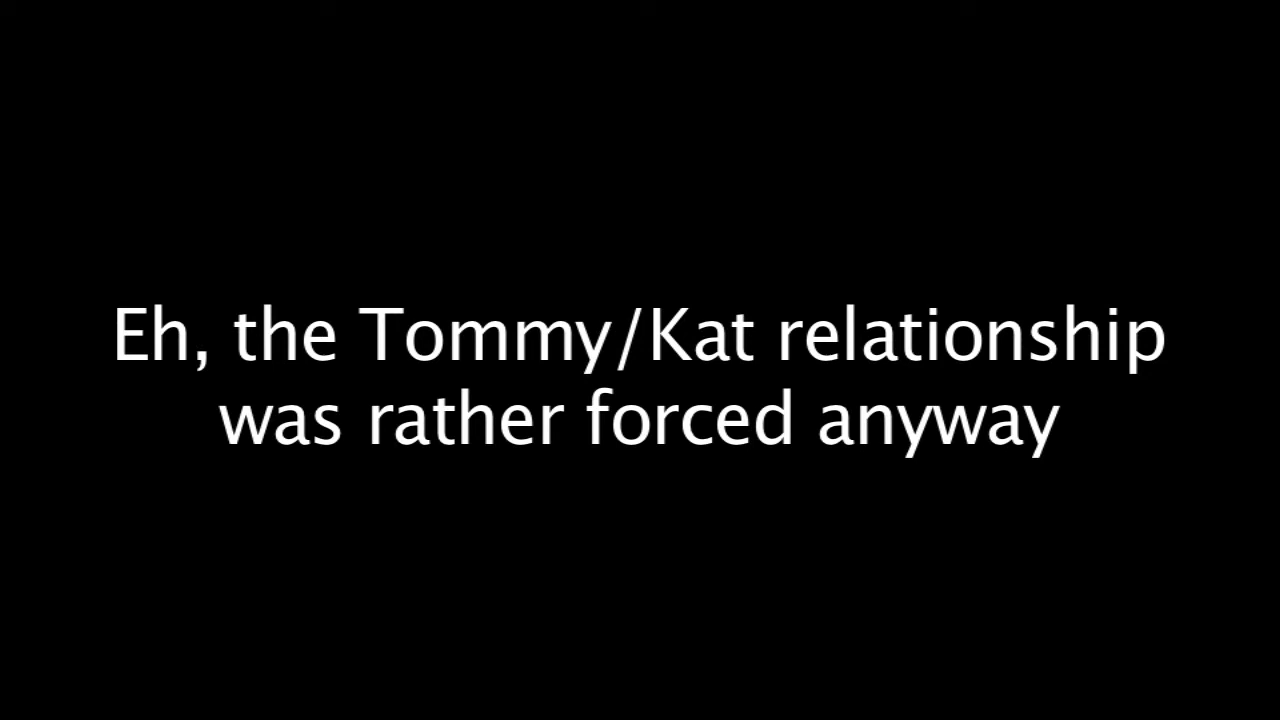 Eh, the Tommy/Kat relationship
was rather forced anyway